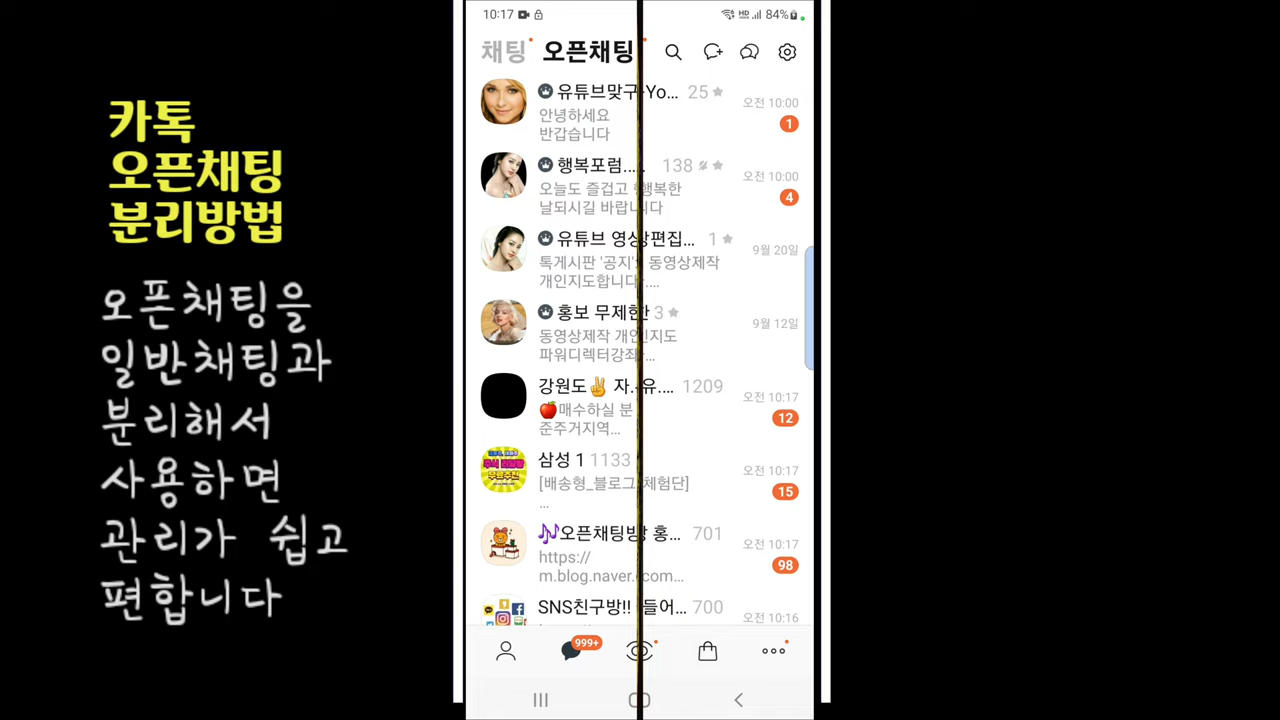 카톡
오픈채팅
분리방법
오픈채팅을
일반채팅과
분리해서
사용하면
관리가 쉽고
편합니다
10:17 HD 84%
채팅 오픈채팅
유튜브맞구-Yo... 25 오전 10:00
안녕하세요
반갑습니다 1
행복포럼.... 138 오전 10:00
오늘도 즐겁고 행복한
날되시길 바랍니다 4
유튜브 영상편집... 1 9월 20일
톡게시판 '공지': 동영상제작
개인지도합니다....
홍보 무제한 3 9월 12일
동영상제작 개인지도
파워디렉터강좌...
강원도✌ 자.유.... 1209 오전 10:17
🍎매수하실 분 12
준주거지역...
삼성 1 1133 오전 10:17
[배송형_블로그 체험단] 15
...
🎶오픈채팅방 홍... 701 오전 10:17
https://
m.blog.naver.com... 98
SNS친구방!! 들어... 700 오전 10:16
999+